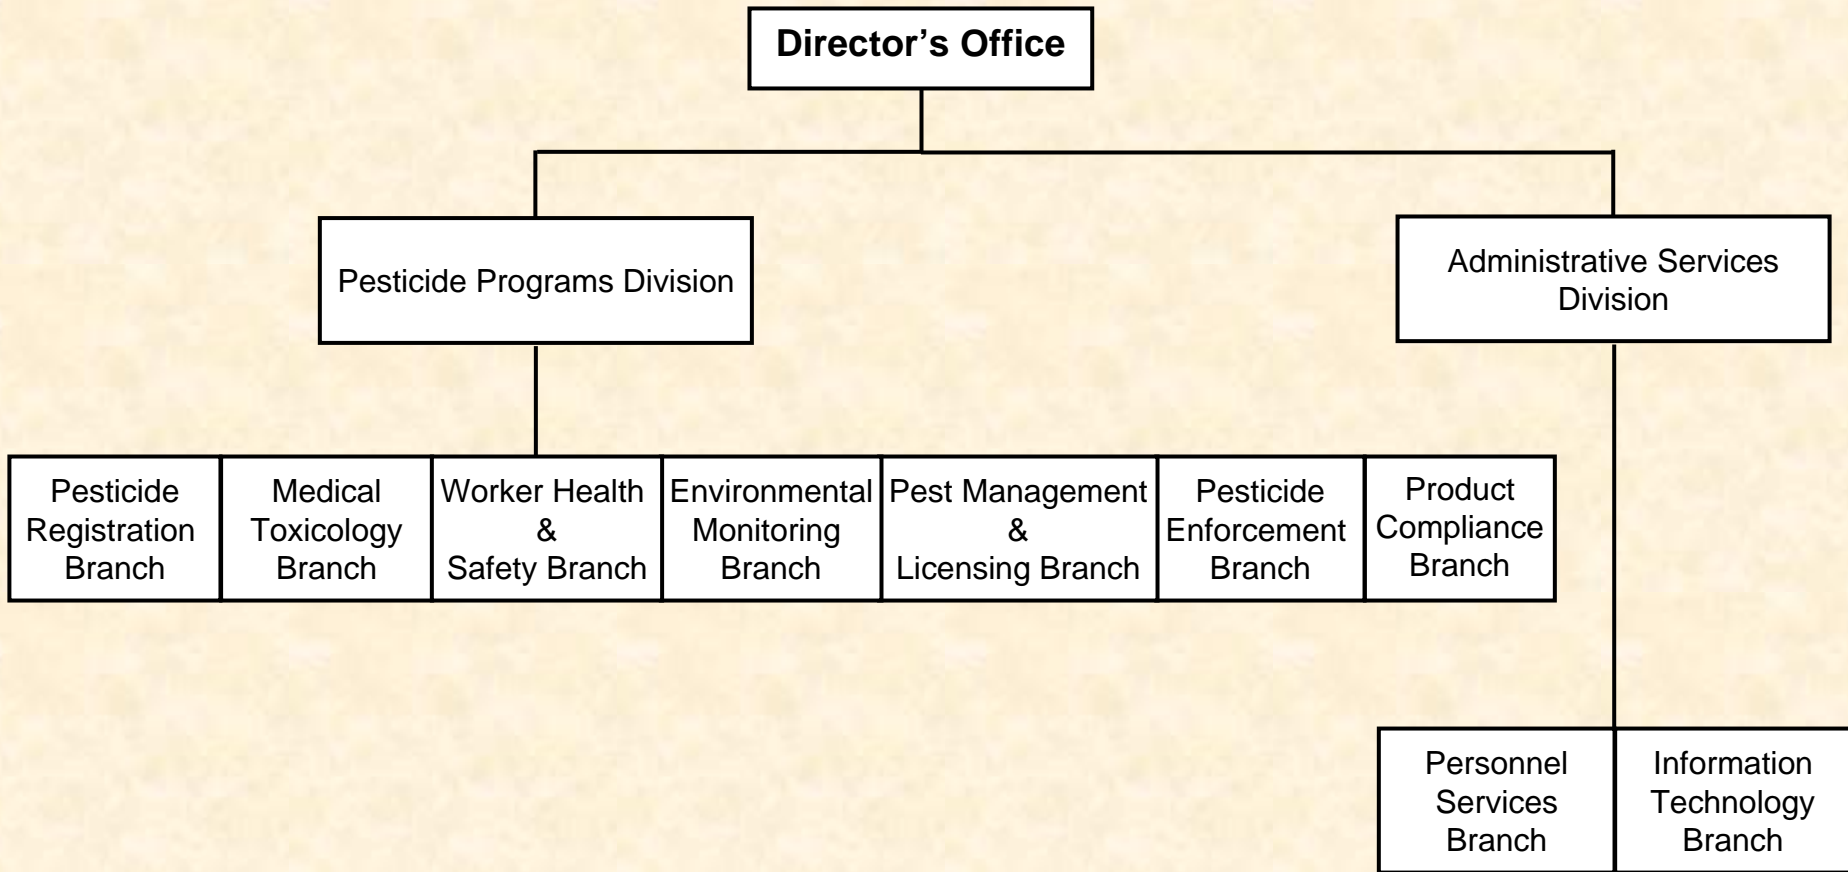 Director’s Office
Pesticide Programs Division
Administrative Services
Division
Pesticide
Registration
Branch
Medical
Toxicology
Branch
Worker Health
&
Safety Branch
Environmental
Monitoring
Branch
Pest Management
&
Licensing Branch
Pesticide
Enforcement
Branch
Product
Compliance
Branch
Personnel
Services
Branch
Information
Technology
Branch